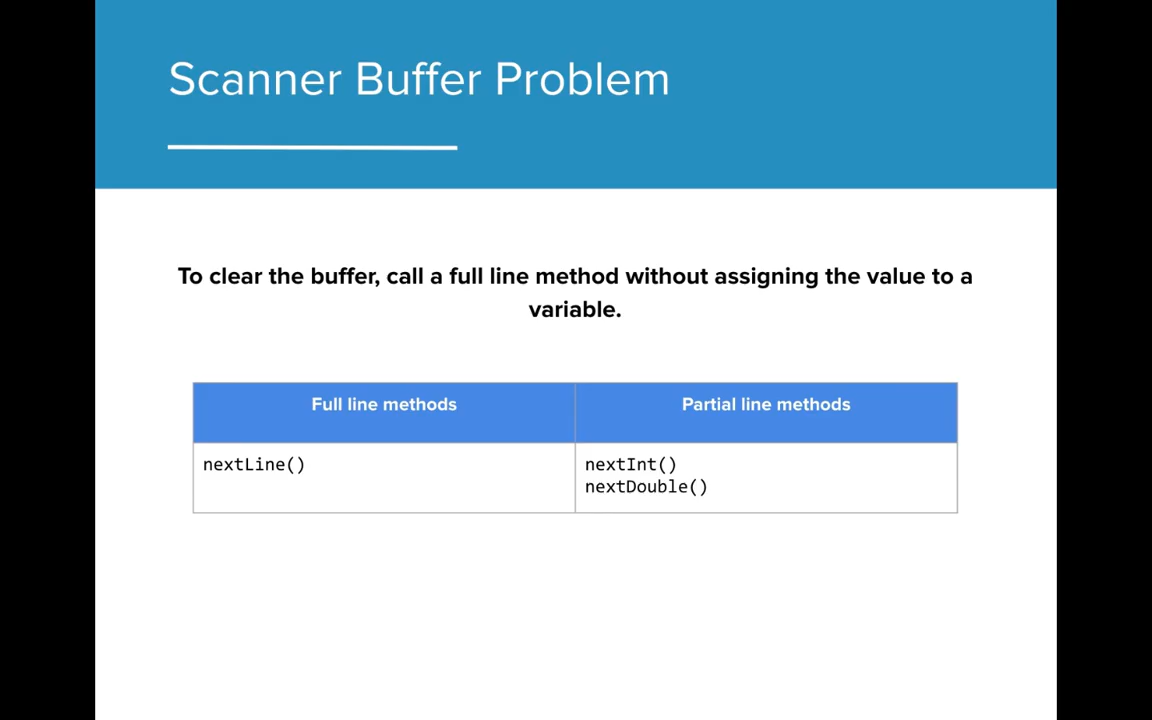 Scanner Buffer Problem
To clear the buffer, call a full line method without assigning the value to a
variable.
Full line methods
Partial line methods
nextLine()
nextInt()
nextDouble()